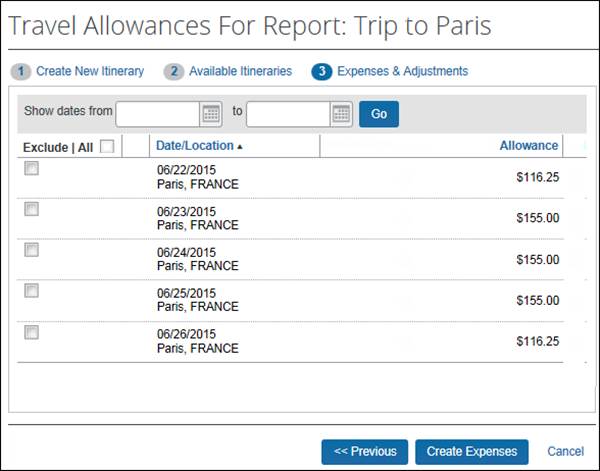 Travel Allowances For Report: Trip to Paris
1 Create New Itinerary 2 Available Itineraries 3 Expenses & Adjustments
Show dates from to Go
Exclude | All Date/Location ▲ Allowance
06/22/2015
Paris, FRANCE
$116.25
06/23/2015
Paris, FRANCE
$155.00
06/24/2015
Paris, FRANCE
$155.00
06/25/2015
Paris, FRANCE
$155.00
06/26/2015
Paris, FRANCE
$116.25
<< Previous Create Expenses Cancel